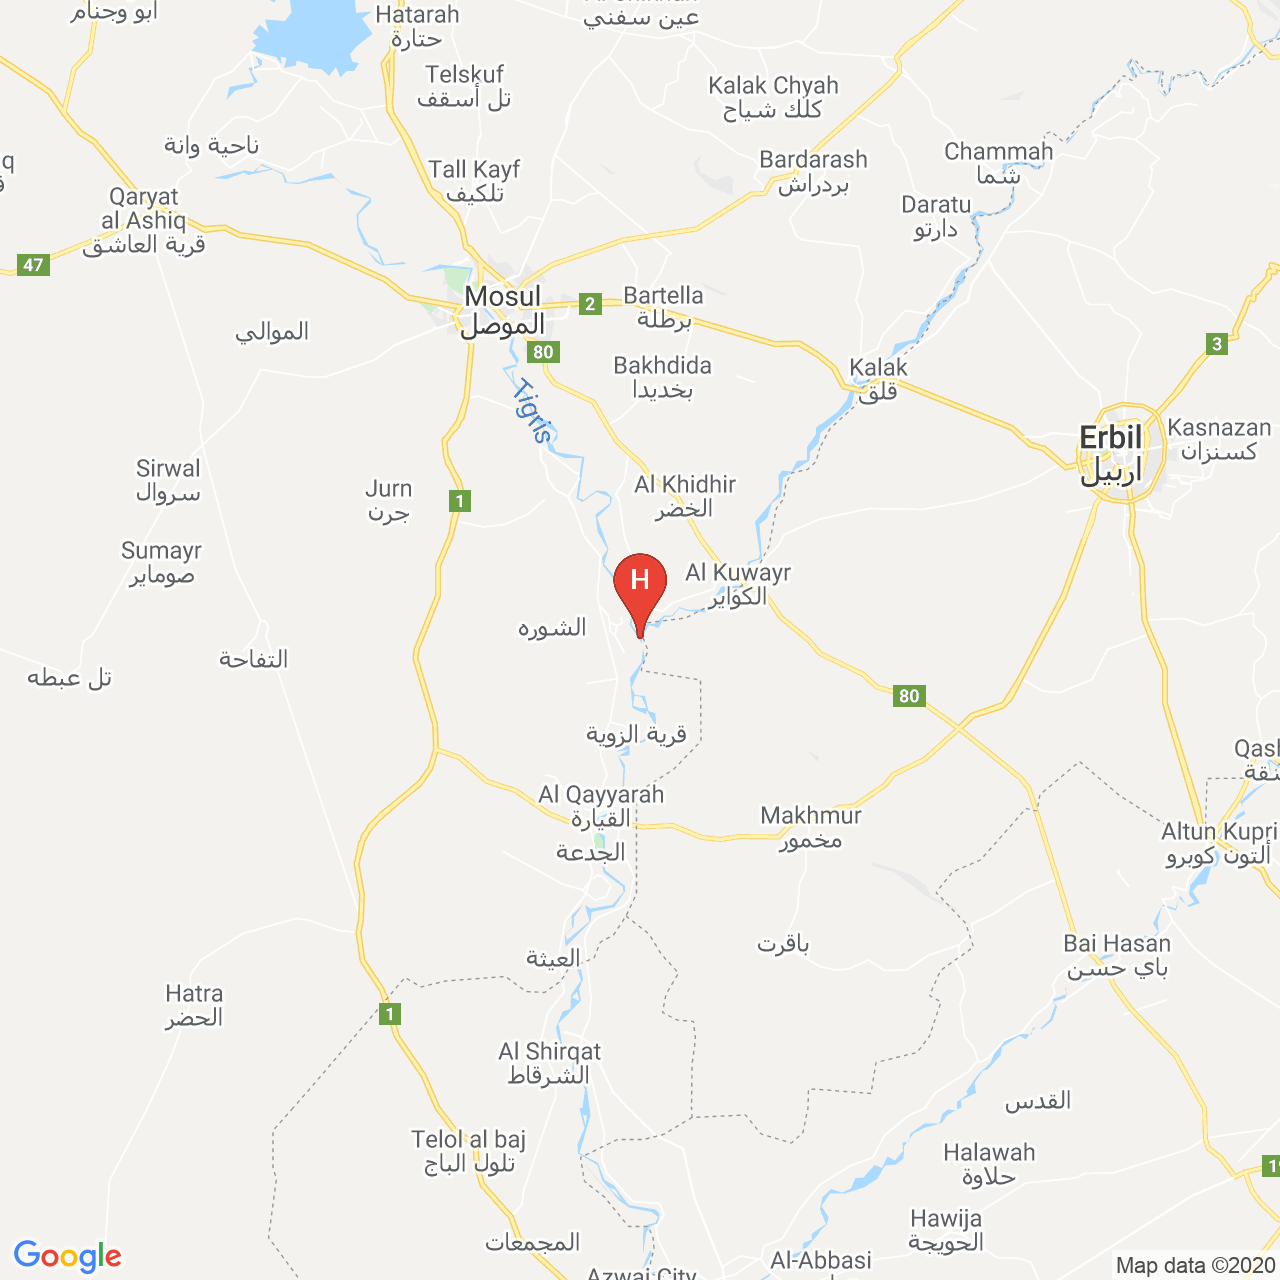 ابو وجنام
Hatarah
حتارة
عين سفني
Telskuf
تل أسقف
Kalak Chyah
كلك شياح
ناحية وانة
Tall Kayf
تلكيف
Bardarash
بردراش
Chammah
شما
Qaryat
al Ashiq
قرية العاشق
Daratu
دارتو
47
Mosul
الموصل
2
Bartella
برطلة
الموالي
80
Bakhdida
بخديدا
Kalak
قلق
3
Tigris
Erbil
اربيل
Kasnazan
كسنزان
Sirwal
سروال
Jurn
جرن
1
Al Khidhir
الخضر
Sumayr
صوماير
H
Al Kuwayr
الكواير
الشوره
التفاحة
تل عبطه
80
قرية الزوية
Al Qayyarah
القيارة
Makhmur
مخمور
Altun Kupri
ألتون كوبرو
الجدعة
العيثة
باقرت
Bai Hasan
باي حسن
Hatra
الحضر
1
Al Shirqat
الشرقاط
القدس
Telol al baj
تلول الباج
Halawah
حلاوة
Hawija
الحويجة
المجمعات
Al-Abbasi
Azwai City
Google
Map data ©2020